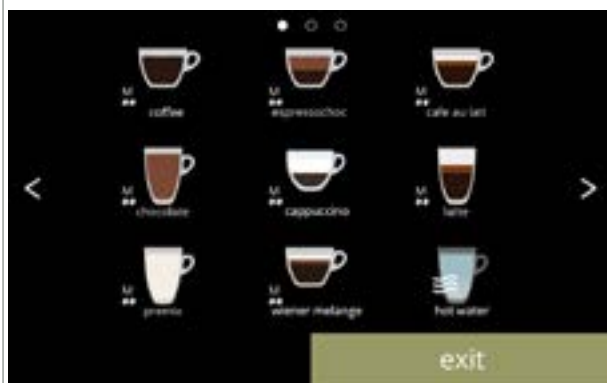 M
coffee
M
espressochoc
M
cafe au lait
M
chocolate
M
cappuccino
M
latte
M
premix
M
wiener melange
hot water
< >
exit